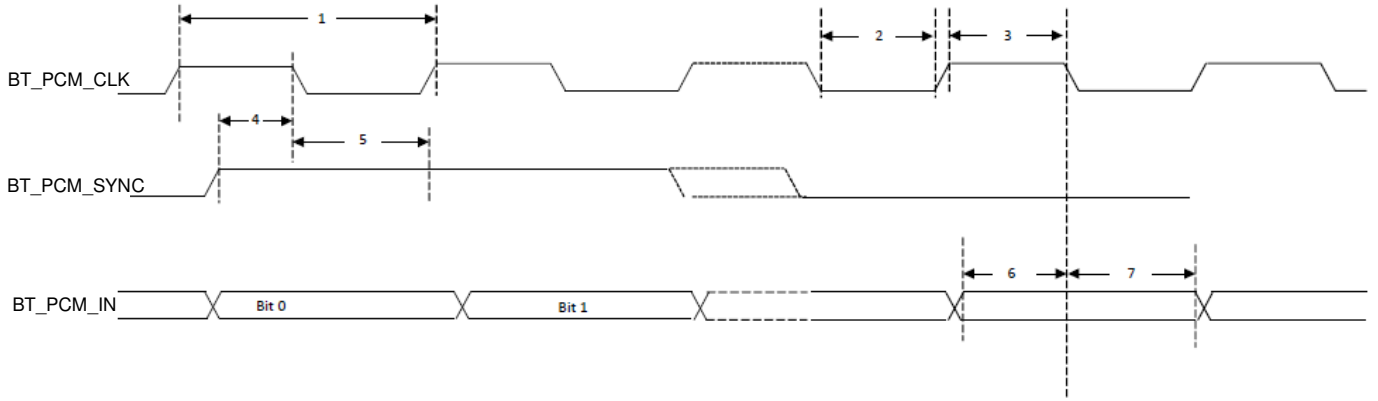 1
2
3
BT_PCM_CLK
4
5
BT_PCM_SYNC
6
7
BT_PCM_IN
Bit 0
Bit 1